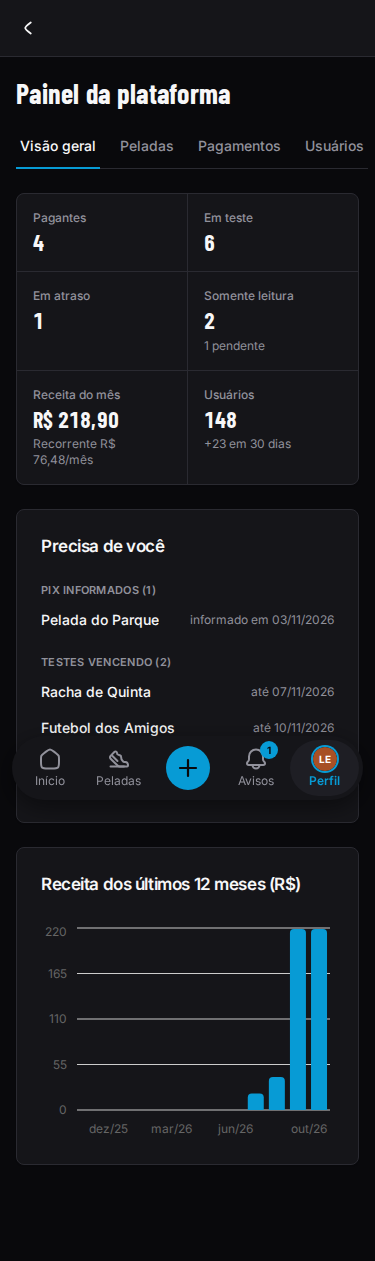 Painel da plataforma
Visão geral
Peladas
Pagamentos
Usuários
Pagantes
4
Em teste
6
Em atraso
1
Somente leitura
2
1 pendente
Receita do mês
R$ 218,90
Recorrente R$
76,48/mês
Usuários
148
+23 em 30 dias
Precisa de você
PIX INFORMADOS (1)
Pelada do Parque
informado em 03/11/2026
TESTES VENCENDO (2)
Racha de Quinta
até 07/11/2026
Futebol dos Amigos
até 10/11/2026
1
LE
Início
Peladas
Avisos
Perfil
Receita dos últimos 12 meses (R$)
220
165
110
55
0
dez/25
mar/26
jun/26
out/26